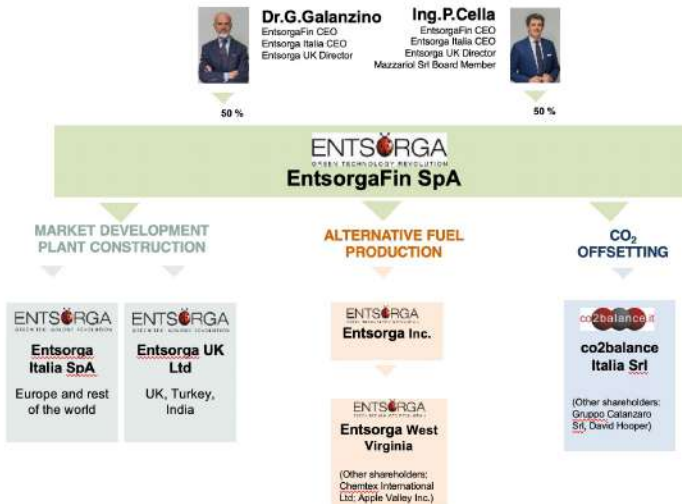 Dr.G.Galanzino
EntsorgaFin CEO
Entsorga Italia CEO
Entsorga UK Director
Ing.P.Cella
EntsorgaFin CEO
Entsorga Italia CEO
Entsorga UK Director
Mazzariol Srl Board Member
50 %
50 %
ENTSORGA
GREEN TECHNOLOGY REVOLUTION
EntsorgaFin SpA
MARKET DEVELOPMENT
PLANT CONSTRUCTION
ALTERNATIVE FUEL
PRODUCTION
CO₂
OFFSETTING
ENTSORGA
Entsorga
Italia SpA
Europe and rest
of the world
ENTSORGA
Entsorga UK
Ltd
UK, Turkey,
India
ENTSORGA
Entsorga Inc.
ENTSORGA
Entsorga West
Virginia
(Other shareholders;
Chemtex International
Ltd; Apple Valley Inc.)
co2balance.it
co2balance
Italia Srl
(Other shareholders:
Gruppo Catanzaro
Srl, David Hooper)